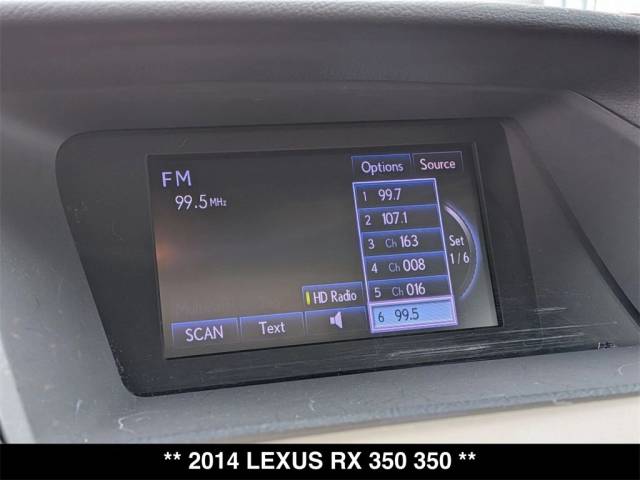 Options Source
FM
99.5 MHz
1 99.7
2 107.1
3 Ch 163
4 Ch 008
5 Ch 016
6 99.5
Set
1/6
HD Radio
SCAN Text
** 2014 LEXUS RX 350 350 **